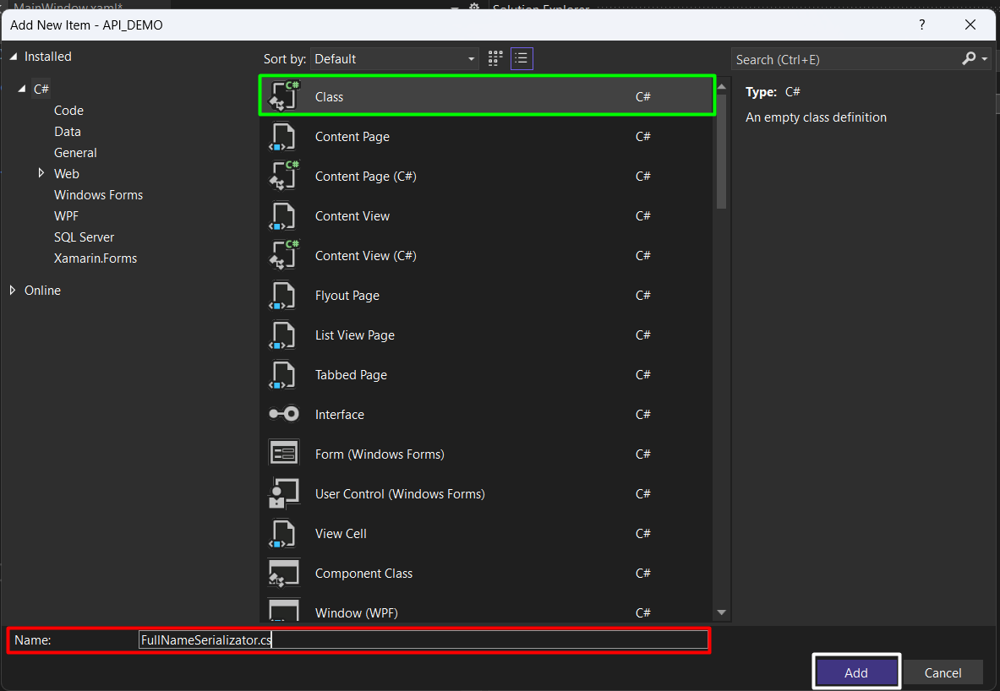 MainWindow.xaml*
Solution Explorer
Add New Item - API_DEMO
?
Installed
C#
Code
Data
General
Web
Windows Forms
WPF
SQL Server
Xamarin.Forms
Online
Sort by: Default
Class C#
Content Page C#
Content Page (C#) C#
Content View C#
Content View (C#) C#
Flyout Page C#
List View Page C#
Tabbed Page C#
Interface C#
Form (Windows Forms) C#
User Control (Windows Forms) C#
View Cell C#
Component Class C#
Window (WPF) C#
Search (Ctrl+E)
Type: C#
An empty class definition
Name: FullNameSerializator.cs
Add Cancel